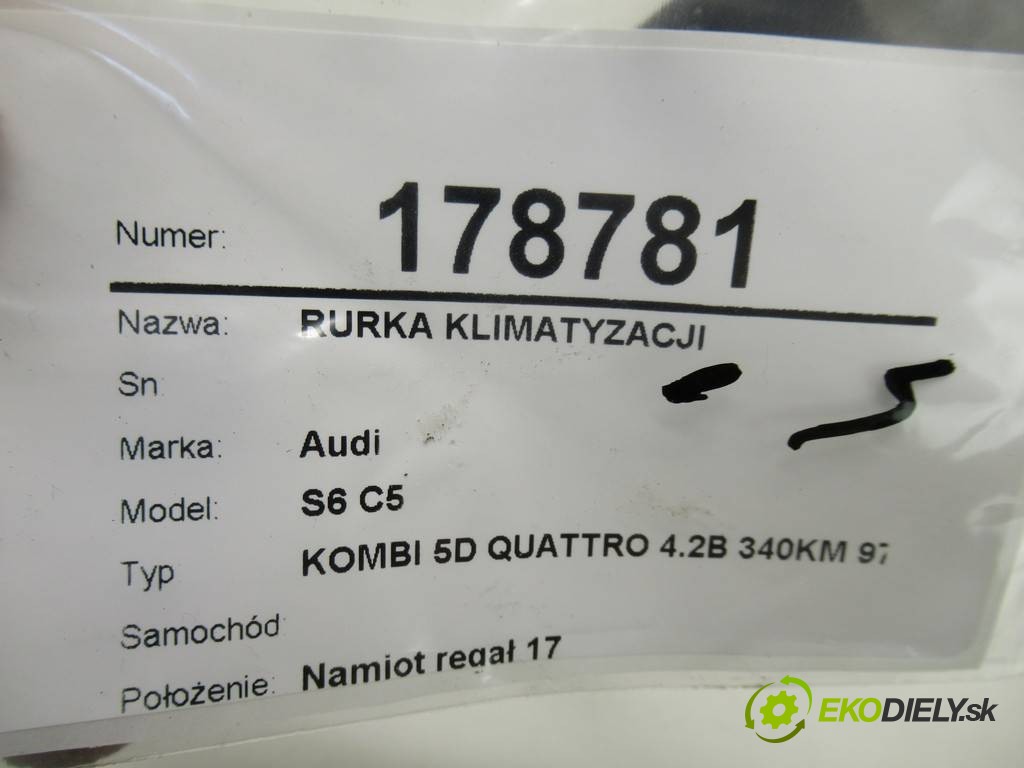 Numer: 178781
Nazwa: RURKA KLIMATYZACJI
Sn
Marka: Audi
Model: S6 C5
Typ KOMBI 5D QUATTRO 4.2B 340KM 97
Samochód
Położenie: Namiot regał 17
EKODIELY.sk